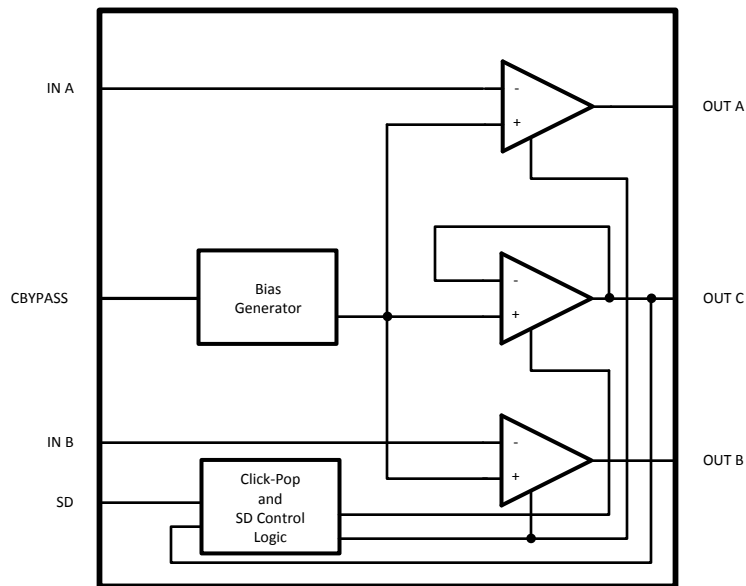 IN A
-
+
OUT A
CBYPASS
Bias
Generator
-
+
OUT C
IN B
-
+
OUT B
SD
Click-Pop
and
SD Control
Logic